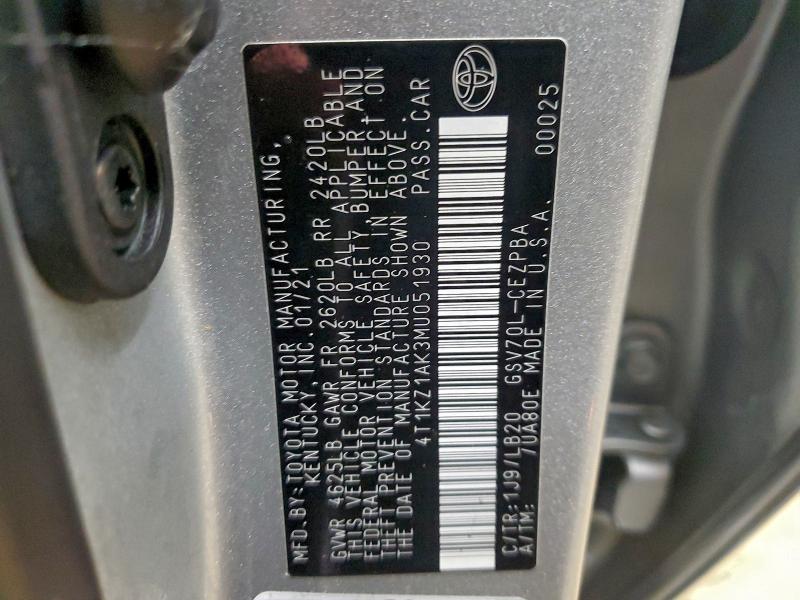 MFD.BY:TOYOTA MOTOR MANUFACTURING,
KENTUCKY, INC. 01/21
GVWR 4625LB GAWR FR 2620LB RR 2420LB
THIS VEHICLE CONFORMS TO ALL APPLICABLE
FEDERAL MOTOR VEHICLE SAFETY, BUMPER, AND
THEFT PREVENTION STANDARDS IN EFFECT ON
THE DATE OF MANUFACTURE SHOWN ABOVE.
4T1KZ1AK3MU051930 PASS.CAR
C/TR:1J9/LB20 GSV70L-CEZPBA 00025
A/TM: 7UA80E MADE IN U.S.A.